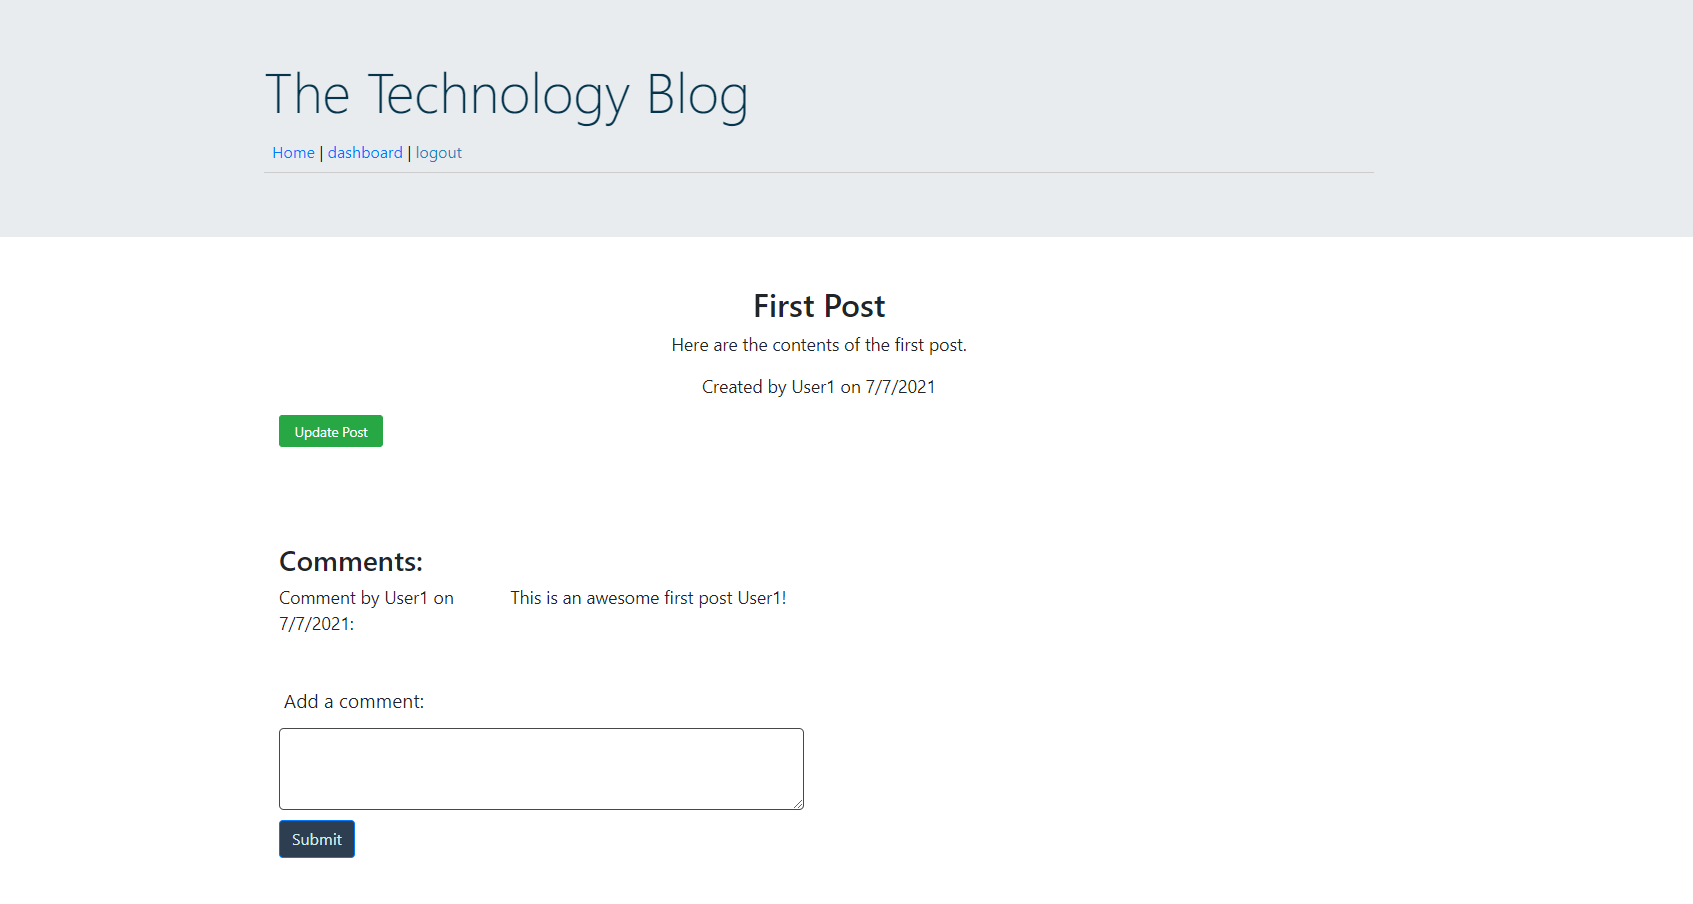 The Technology Blog
Home | dashboard | logout
First Post
Here are the contents of the first post.
Created by User1 on 7/7/2021
Update Post
Comments:
Comment by User1 on
7/7/2021:
This is an awesome first post User1!
Add a comment:
Submit